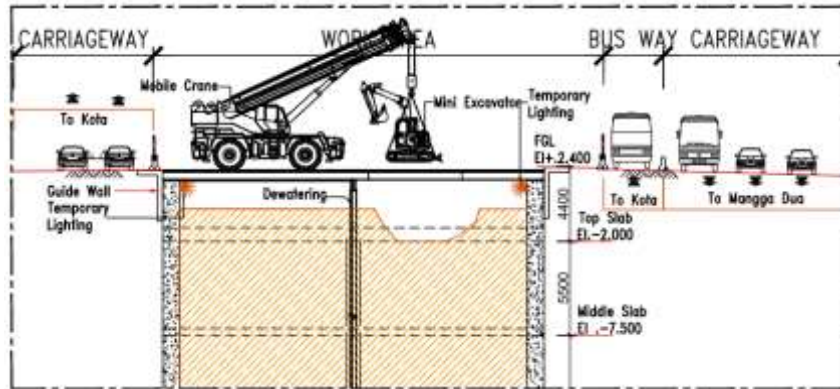 CARRIAGEWAY
WORK AREA
BUS WAY
CARRIAGEWAY
Mobile Crane
Mini Excavator
Temporary
Lighting
To Kota
FGL
El+.2.400
Guide Wall
Temporary
Lighting
Dewatering
To Kota
To Mangga Dua
4400
Top Slab
El.-2.000
5500
Middle Slab
El .-7.500